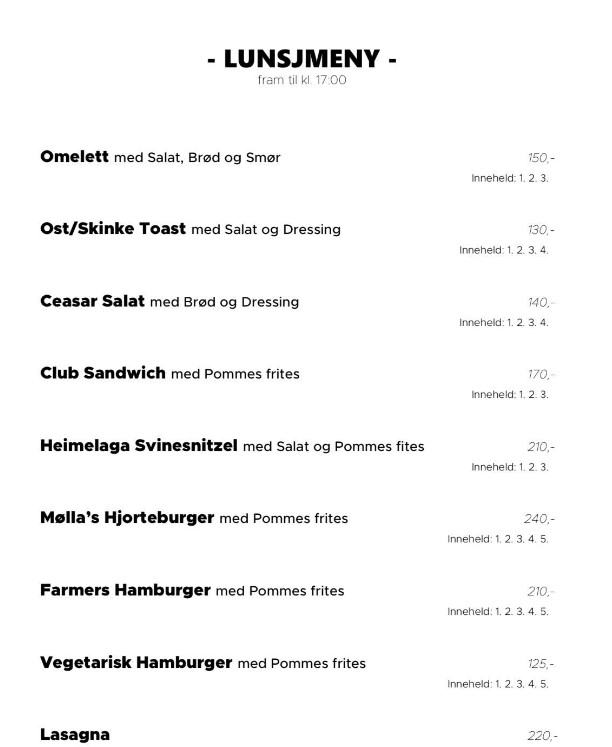 - LUNSJMENY -
fram til kl. 17:00
Omelett med Salat, Brød og Smør 150,-
Inneheld: 1. 2. 3.
Ost/Skinke Toast med Salat og Dressing 130,-
Inneheld: 1. 2. 3. 4.
Ceasar Salat med Brød og Dressing 140,-
Inneheld: 1. 2. 3. 4.
Club Sandwich med Pommes frites 170,-
Inneheld: 1. 2. 3.
Heimelaga Svinesnitzel med Salat og Pommes fites 210,-
Inneheld: 1. 2. 3.
Mølla's Hjorteburger med Pommes frites 240,-
Inneheld: 1. 2. 3. 4. 5.
Farmers Hamburger med Pommes frites 210,-
Inneheld: 1. 2. 3. 4. 5.
Vegetarisk Hamburger med Pommes frites 125,-
Inneheld: 1. 2. 3. 4. 5.
Lasagna 220,-